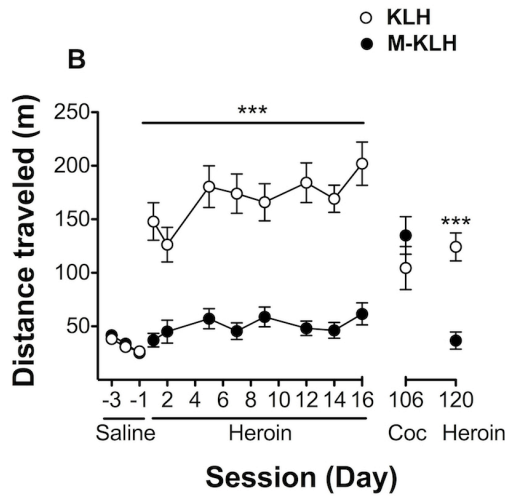 KLH
M-KLH
B
***
250
200
150
100
50
Distance traveled (m)
***
-3 -1 2 4 6 8 10 12 14 16 106 120
Saline Heroin Coc Heroin
Session (Day)